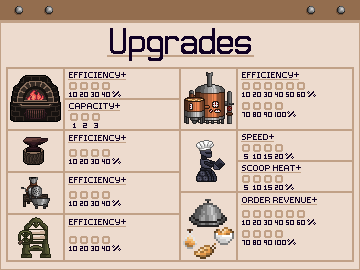 Upgrades
EFFICIENCY+
10 20 30 40 %
CAPACITY+
1 2 3
EFFICIENCY+
10 20 30 40 %
EFFICIENCY+
10 20 30 40 %
EFFICIENCY+
10 20 30 40 %
EFFICIENCY+
10 20 30 40 50 60 %
70 80 90 100 %
SPEED+
5 10 15 20 %
SCOOP HEAT+
5 10 15 20 %
ORDER REVENUE+
10 20 30 40 50 60 %
70 80 90 100 %